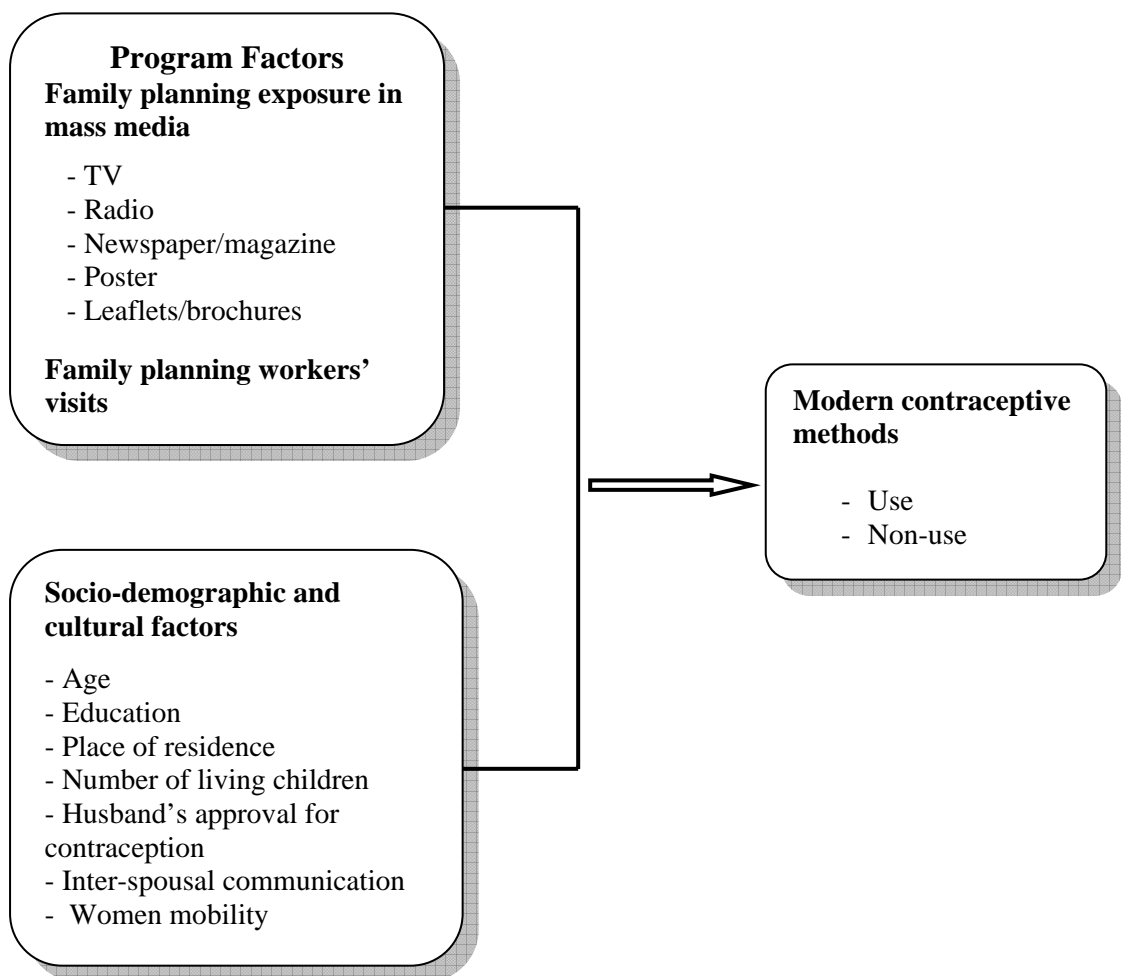 Program Factors
Family planning exposure in
mass media
- TV
- Radio
- Newspaper/magazine
- Poster
- Leaflets/brochures
Family planning workers’
visits
Socio-demographic and
cultural factors
- Age
- Education
- Place of residence
- Number of living children
- Husband’s approval for
contraception
- Inter-spousal communication
- Women mobility
Modern contraceptive
methods
- Use
- Non-use